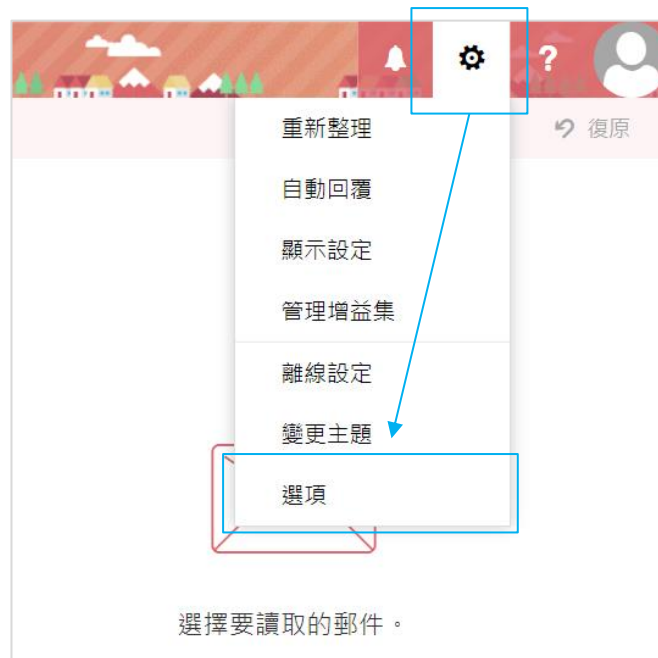 ?
重新整理
復原
自動回覆
顯示設定
管理增益集
離線設定
變更主題
選項
選擇要讀取的郵件。